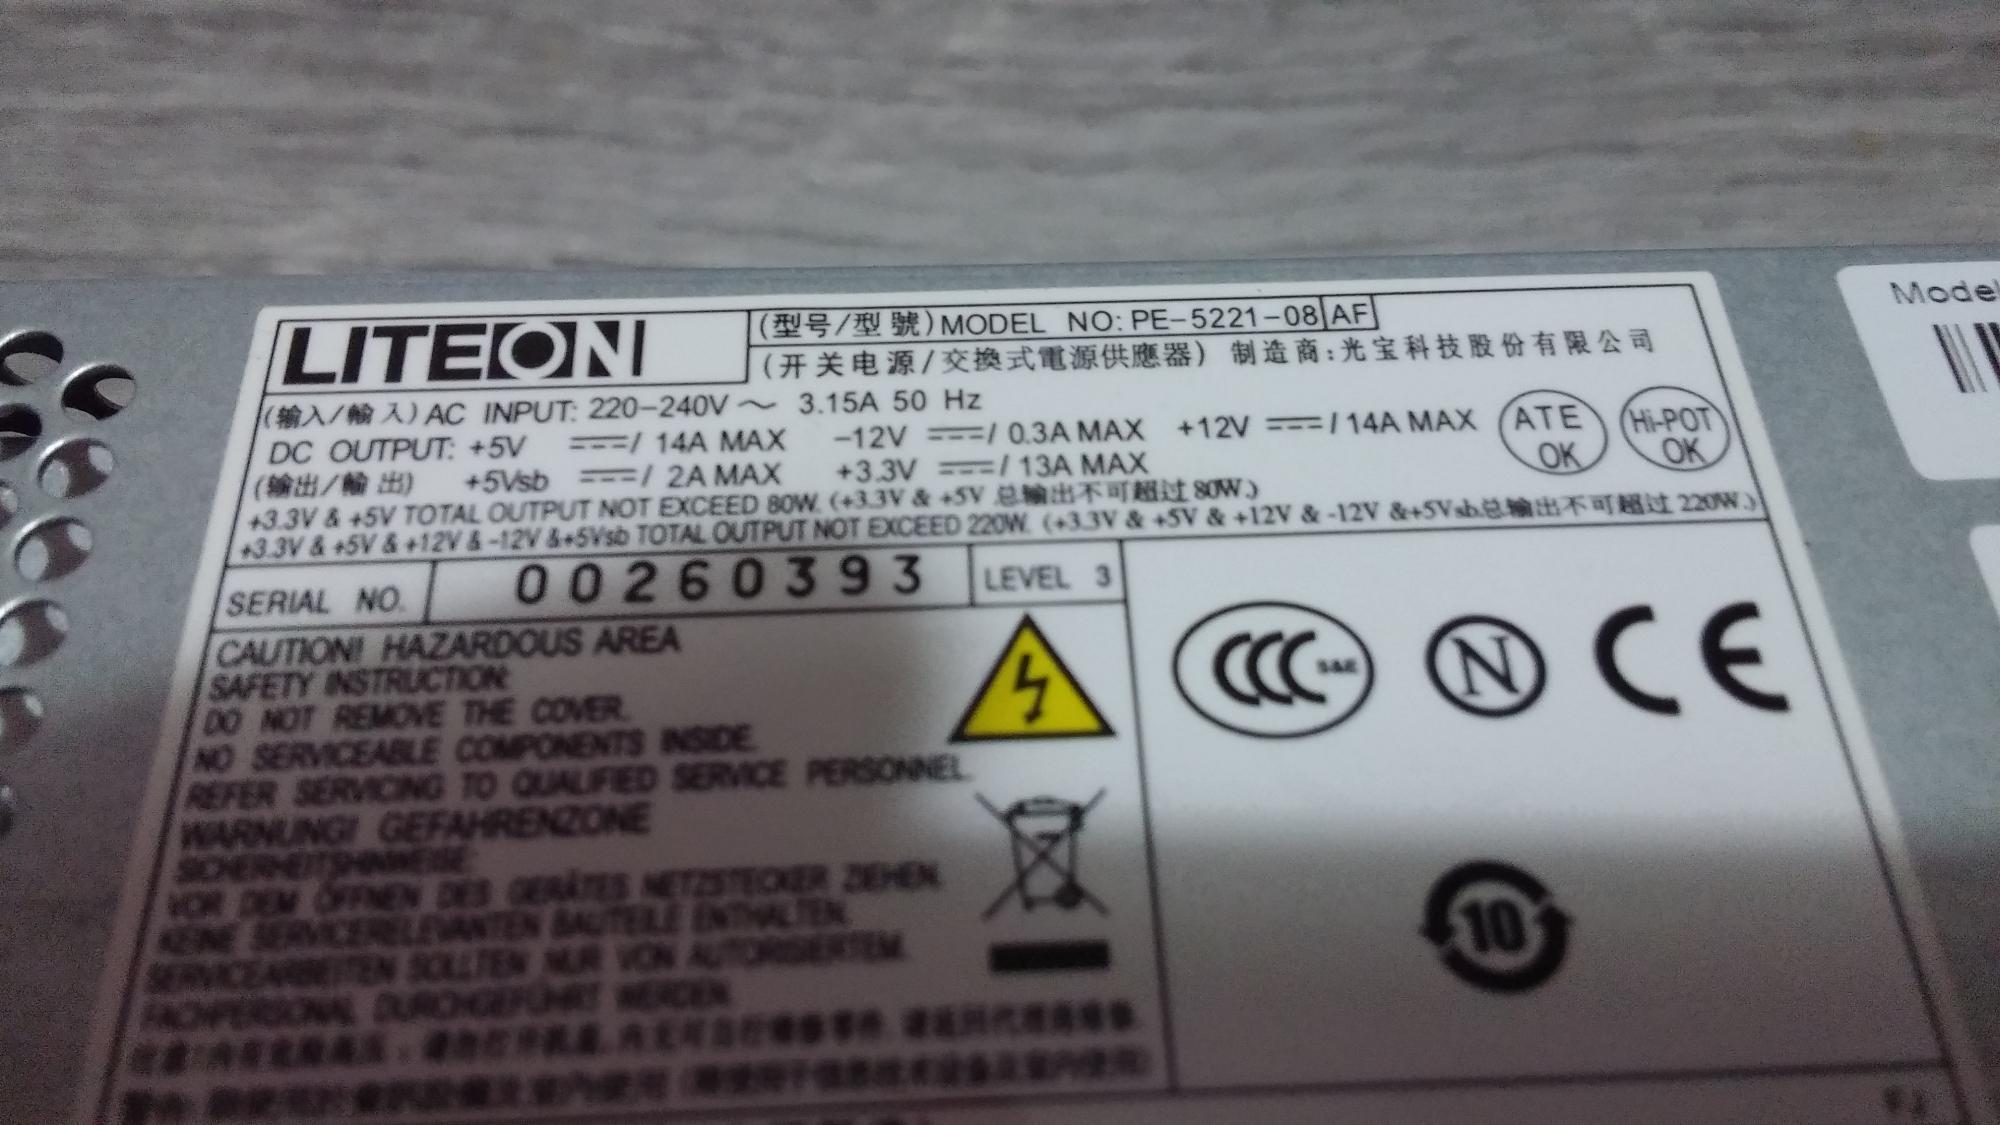 LITEON
(型号/型號)MODEL NO: PE-5221-08 AF
(开关电源/交換式電源供應器) 制造商:光宝科技股份有限公司
(输入/輸入) AC INPUT: 220-240V ～ 3.15A 50 Hz
DC OUTPUT: +5V ⎓/ 14A MAX -12V ⎓/ 0.3A MAX +12V ⎓/ 14A MAX
(输出/輸出) +5Vsb ⎓/ 2A MAX +3.3V ⎓/ 13A MAX
ATE OK
Hi-POT OK
+3.3V & +5V TOTAL OUTPUT NOT EXCEED 80W. (+3.3V & +5V 总输出不可超过 80W.)
+3.3V & +5V & +12V & -12V &+5Vsb TOTAL OUTPUT NOT EXCEED 220W. (+3.3V & +5V & +12V & -12V &+5Vsb总输出不可超过 220W.)
SERIAL NO. 00260393 LEVEL 3
CAUTION! HAZARDOUS AREA
SAFETY INSTRUCTION:
DO NOT REMOVE THE COVER.
NO SERVICEABLE COMPONENTS INSIDE.
REFER SERVICING TO QUALIFIED SERVICE PERSONNEL.
WARNUNG! GEFAHRENZONE
SICHERHEITSHINWEISE:
VOR DEM ÖFFNEN DES GERÄTES NETZSTECKER ZIEHEN.
KEINE SERVICERELEVANTEN BAUTEILE ENTHALTEN.
SERVICEARBEITEN SOLLTEN NUR VON AUTORISIERTEM.
FACHPERSONAL DURCHGEFÜHRT WERDEN.
CCC S&E
N
CE
10
Model